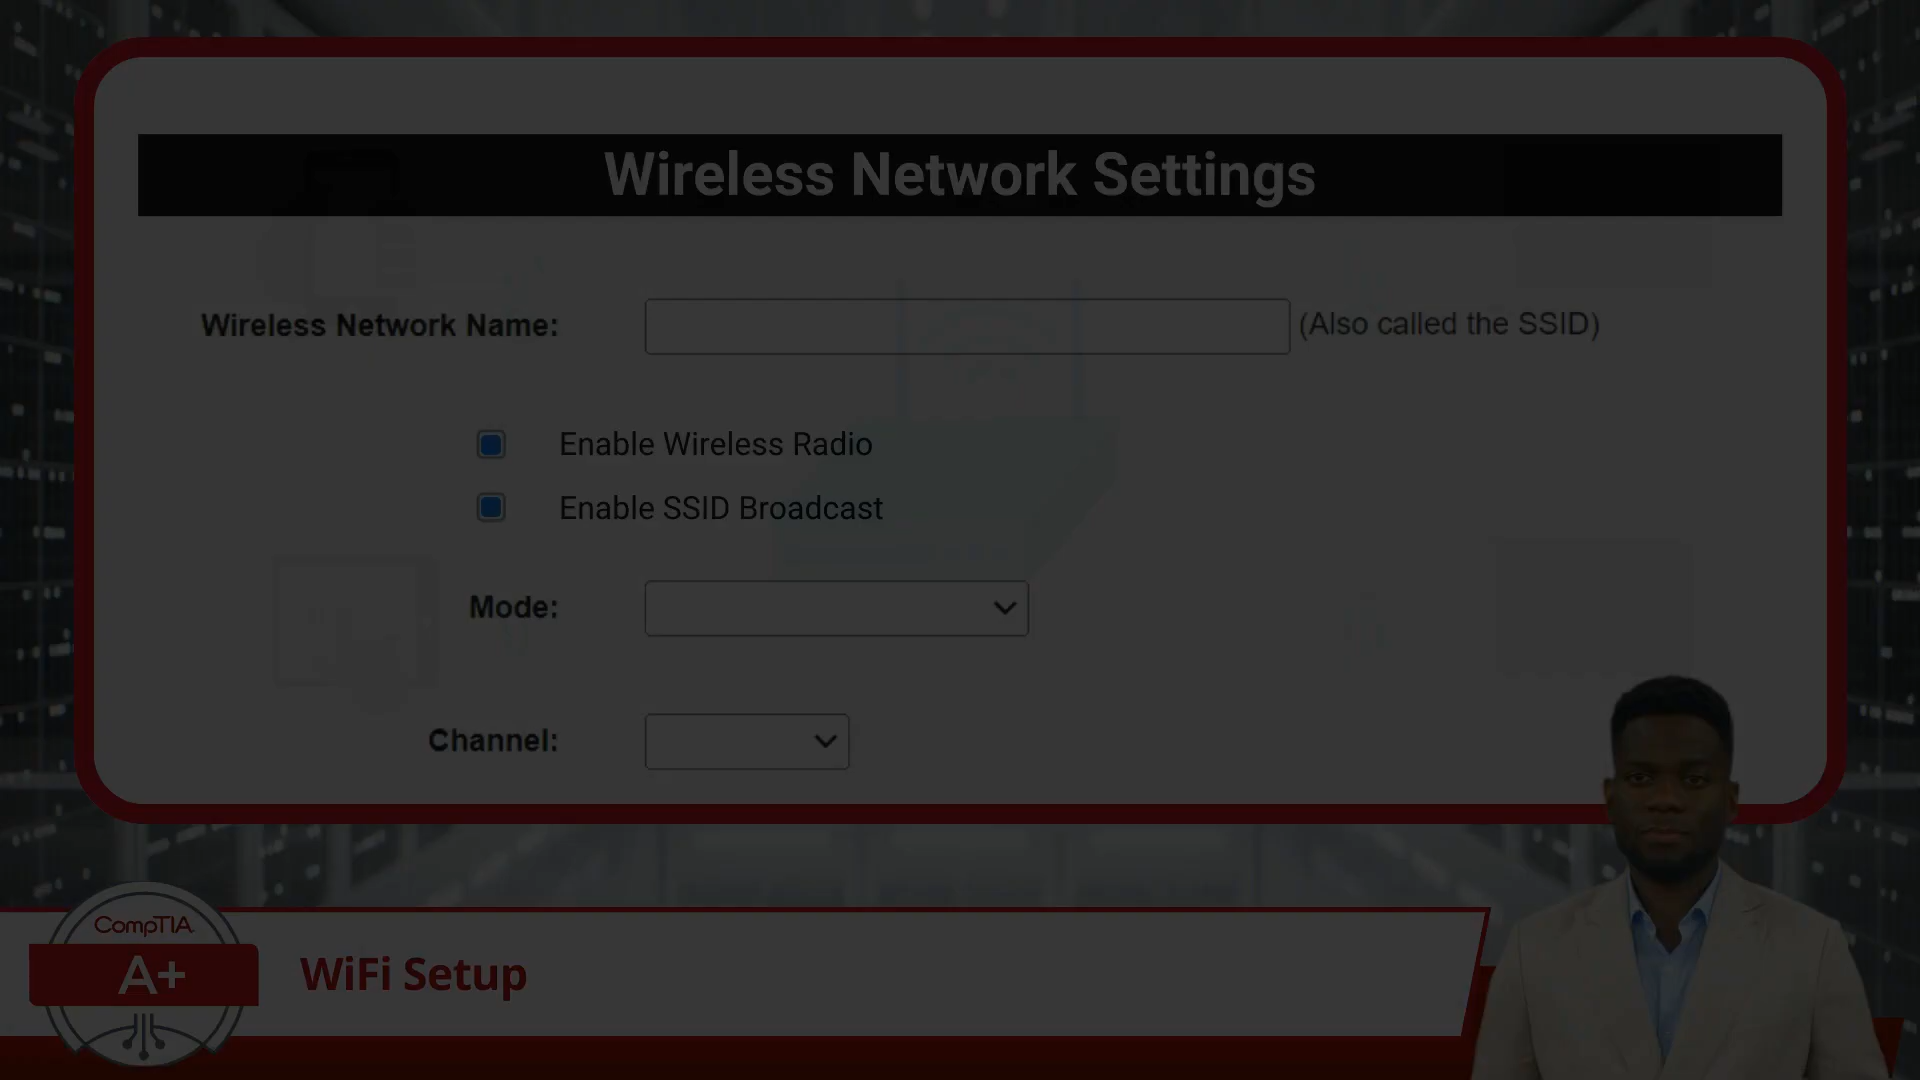 Wireless Network Settings
Wireless Network Name: (Also called the SSID)
Enable Wireless Radio
Enable SSID Broadcast
Mode:
Channel:
CompTIA.
A+
WiFi Setup